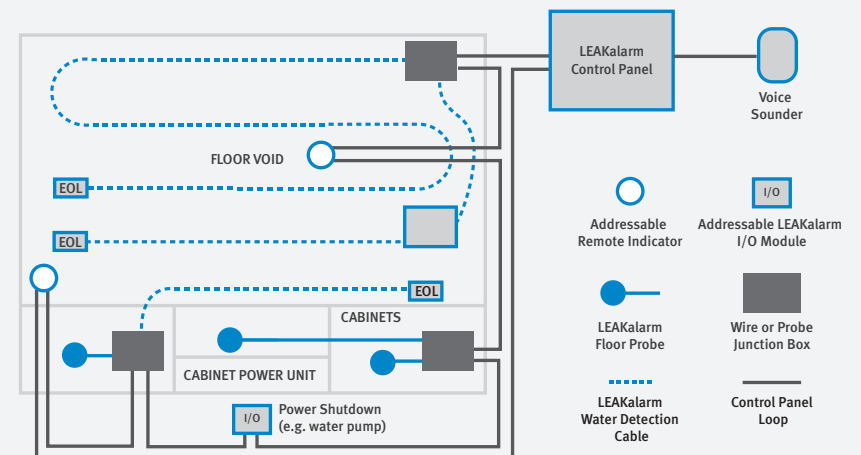 LEAKalarm
Control Panel
Voice
Sounder
FLOOR VOID
EOL
EOL
EOL
CABINETS
CABINET POWER UNIT
I/O
Power Shutdown
(e.g. water pump)
Addressable
Remote Indicator
I/O
Addressable LEAKalarm
I/O Module
LEAKalarm
Floor Probe
Wire or Probe
Junction Box
LEAKalarm
Water Detection
Cable
Control Panel
Loop